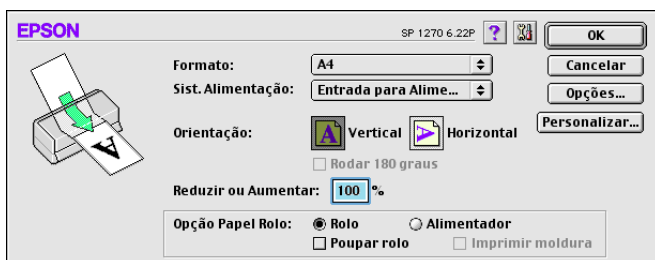 EPSON
SP 1270 6.22P
?
OK
Formato:
A4
Cancelar
Sist. Alimentação:
Entrada para Alime...
Opções...
Orientação:
A Vertical
A Horizontal
Personalizar...
Rodar 180 graus
Reduzir ou Aumentar: 100 %
Opção Papel Rolo:
Rolo
Alimentador
Poupar rolo
Imprimir moldura
A